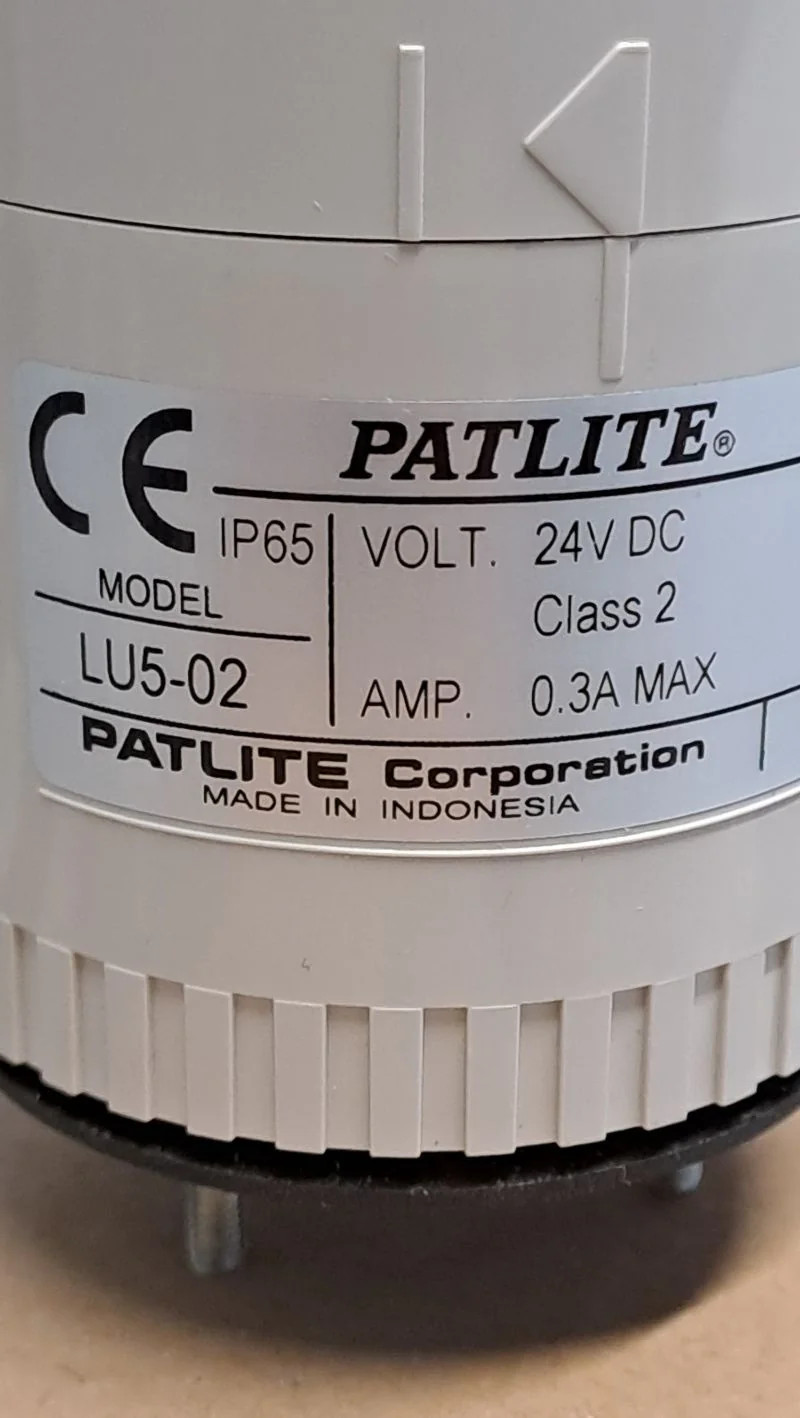 CE
PATLITE®
IP65
VOLT. 24V DC
Class 2
MODEL
LU5-02
AMP. 0.3A MAX
PATLITE Corporation
MADE IN INDONESIA